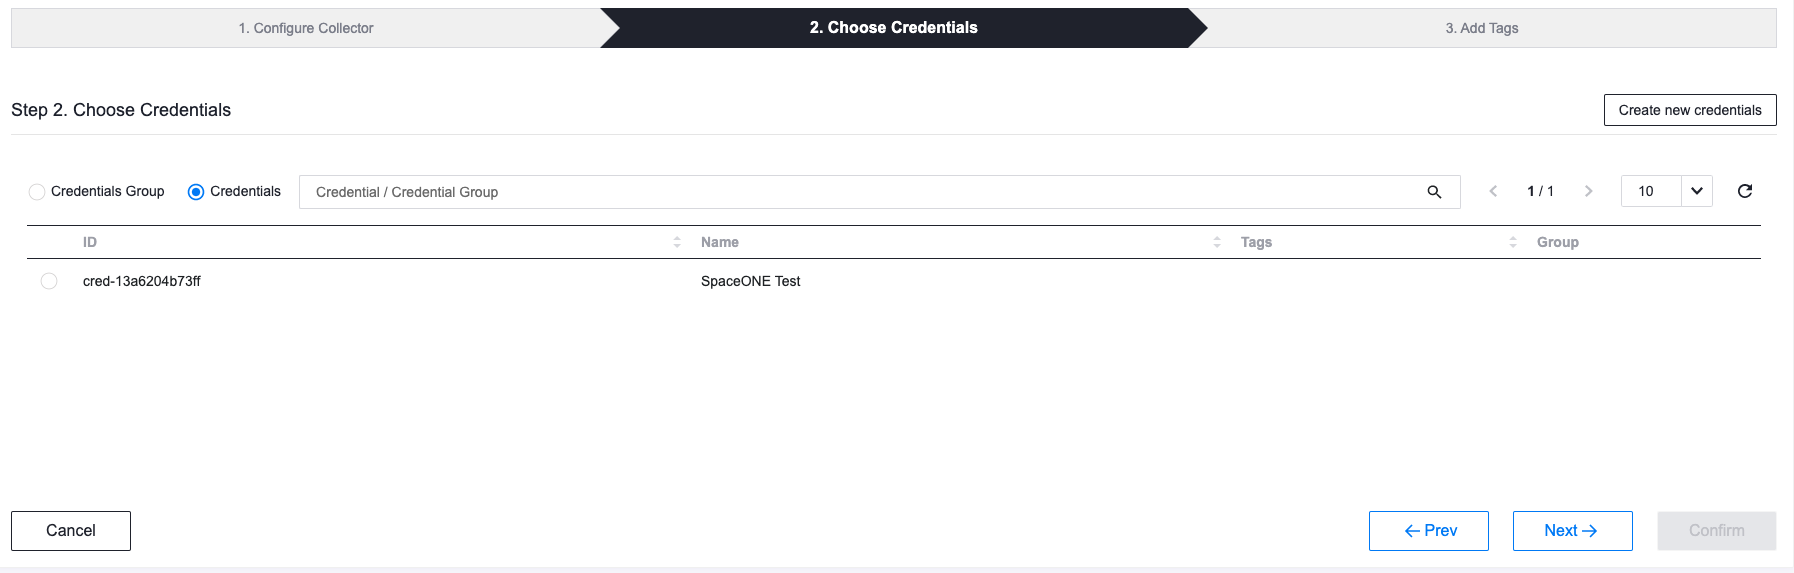 1. Configure Collector
2. Choose Credentials
3. Add Tags
Step 2. Choose Credentials
Create new credentials
Credentials Group
Credentials
Credential / Credential Group
1 / 1
10
ID
Name
Tags
Group
cred-13a6204b73ff
SpaceONE Test
Cancel
← Prev
Next →
Confirm